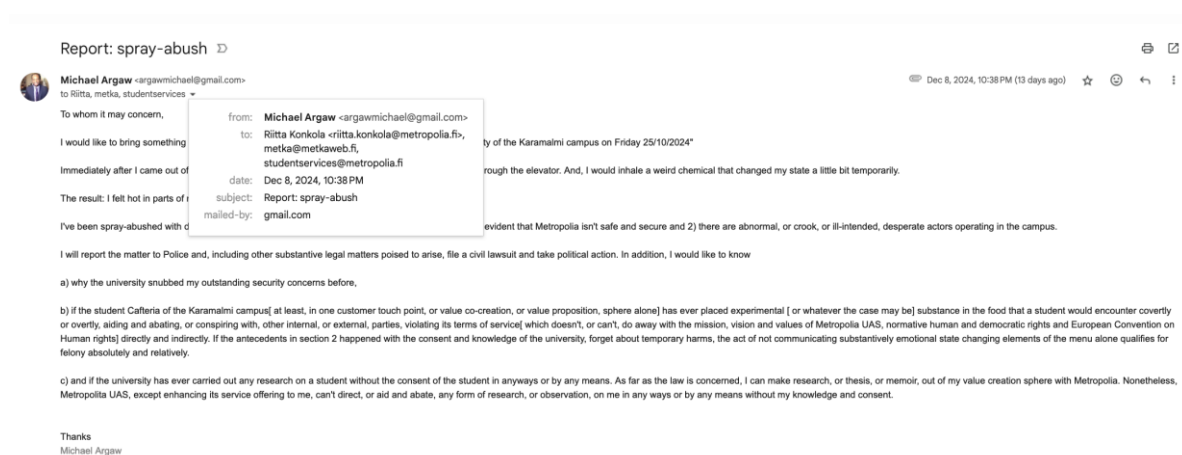 Report: spray-abush
Michael Argaw <argawmichael@gmail.com>
Dec 8, 2024, 10:38 PM (13 days ago)
to Riitta, metka, studentservices
To whom it may concern,
from: Michael Argaw <argawmichael@gmail.com>
to: Riitta Konkola <riitta.konkola@metropolia.fi>,
metka@metkaweb.fi,
studentservices@metropolia.fi
date: Dec 8, 2024, 10:38 PM
subject: Report: spray-abush
mailed-by: gmail.com
I would like to bring something ty of the Karamalmi campus on Friday 25/10/2024"
Immediately after I came out of rough the elevator. And, I would inhale a weird chemical that changed my state a little bit temporarily.
The result: I felt hot in parts of
I've been spray-abushed with evident that Metropolia isn't safe and secure and 2) there are abnormal, or crook, or ill-intended, desperate actors operating in the campus.
I will report the matter to Police and, including other substantive legal matters poised to arise, file a civil lawsuit and take political action. In addition, I would like to know
a) why the university snubbed my outstanding security concerns before,
b) if the student Cafteria of the Karamalmi campus[ at least, in one customer touch point, or value co-creation, or value proposition, sphere alone] has ever placed experimental [ or whatever the case may be] substance in the food that a student would encounter covertly
or overtly, aiding and abating, or conspiring with, other internal, or external, parties, violating its terms of service[ which doesn't, or can't, do away with the mission, vision and values of Metropolia UAS, normative human and democratic rights and European Convention on
Human rights] directly and indirectly. If the antecedents in section 2 happened with the consent and knowledge of the university, forget about temporary harms, the act of not communicating substantively emotional state changing elements of the menu alone qualifies for
felony absolutely and relatively.
c) and if the university has ever carried out any research on a student without the consent of the student in anyways or by any means. As far as the law is concerned, I can make research, or thesis, or memoir, out of my value creation sphere with Metropolia. Nonetheless,
Metropolita UAS, except enhancing its service offering to me, can't direct, or aid and abate, any form of research, or observation, on me in any ways or by any means without my knowledge and consent.
Thanks
Michael Argaw